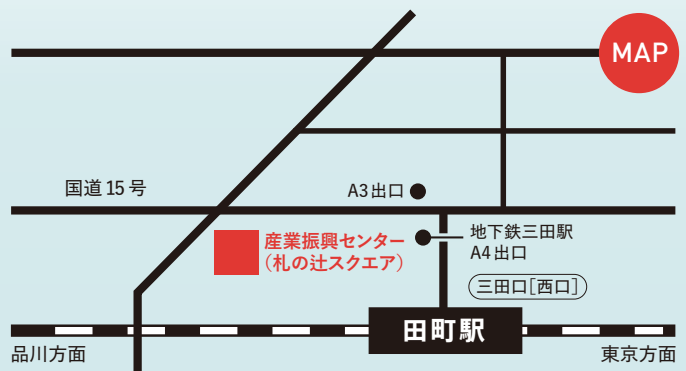 MAP
国道15号
A3出口
産業振興センター
（札の辻スクエア）
地下鉄三田駅
A4出口
三田口［西口］
田町駅
品川方面
東京方面